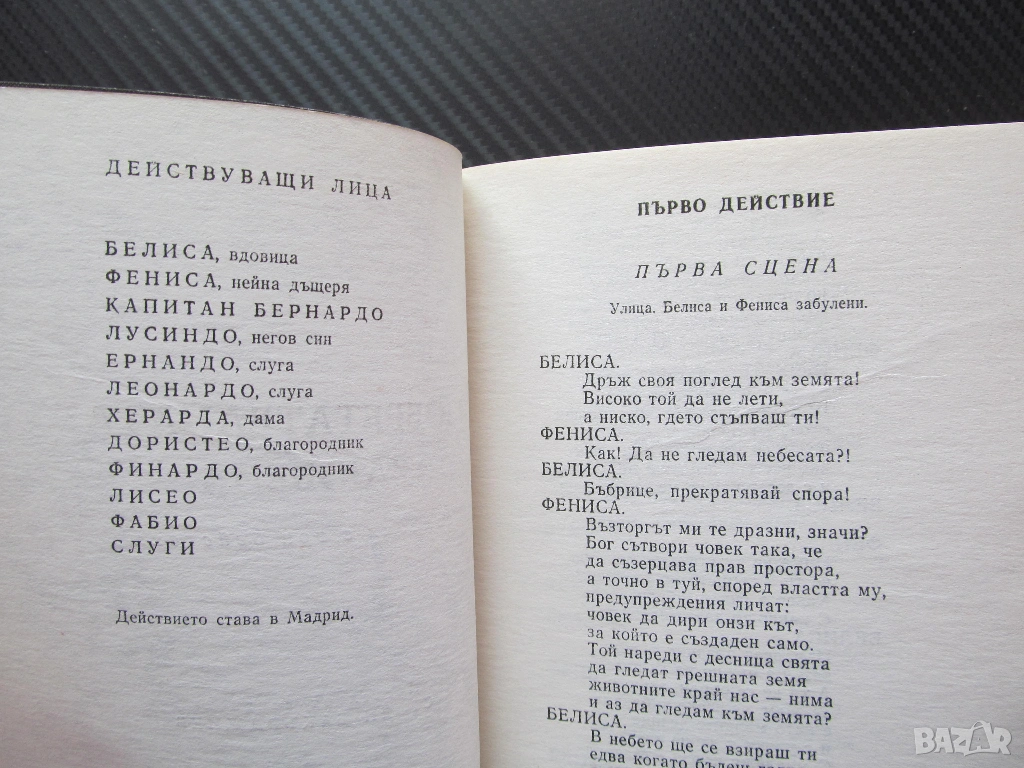 ДЕЙСТВУВАЩИ ЛИЦА
БЕЛИСА, вдовица
ФЕНИСА, нейна дъщеря
КАПИТАН БЕРНАРДО
ЛУСИНДО, негов син
ЕРНАНДО, слуга
ЛЕОНАРДО, слуга
ХЕРАРДА, дама
ДОРИСТЕО, благородник
ФИНАРДО, благородник
ЛИСЕО
ФАБИО
СЛУГИ
Действието става в Мадрид.
ПЪРВО ДЕЙСТВИЕ
ПЪРВА СЦЕНА
Улица. Белиса и Фениса забулени.
БЕЛИСА.
Дръж своя поглед към земята!
Високо той да не лети,
а ниско, гдето стъпваш ти!
ФЕНИСА.
Как! Да не гледам небесата?!
БЕЛИСА.
Бъбрице, прекратявай спора!
ФЕНИСА.
Възторгът ми те дразни, значи?
Бог сътвори човек така, че
да съзерцава прав простора,
а точно в туй, според властта му,
предупреждения личат:
човек да дири онзи кът,
за който е създаден само.
Той нареди с десница свята
да гледат грешната земя
животните край нас — нима
и аз да гледам към земята?
БЕЛИСА.
В небето ще се взираш ти
едва когато бъдеш
BAZAR